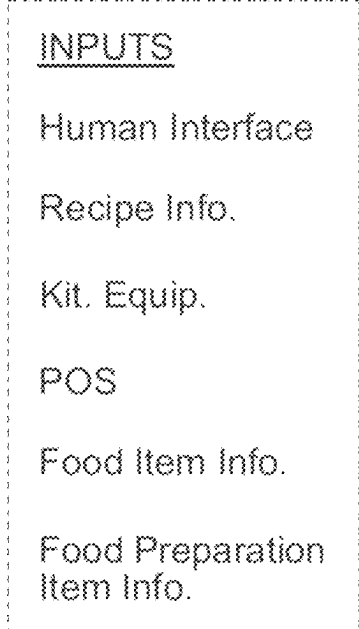 INPUTS
Human Interface
Recipe Info.
Kit. Equip.
POS
Food Item Info.
Food Preparation
Item Info.